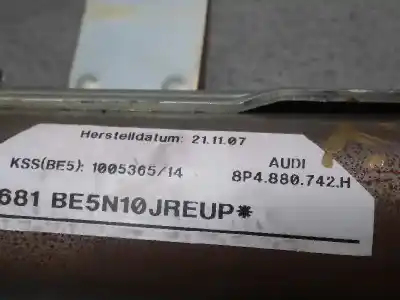 Herstelldatum: 21.11.07
KSS(BE5): 1005365/14
AUDI
8P4.880.742.H
681 BE5N10JREUP*